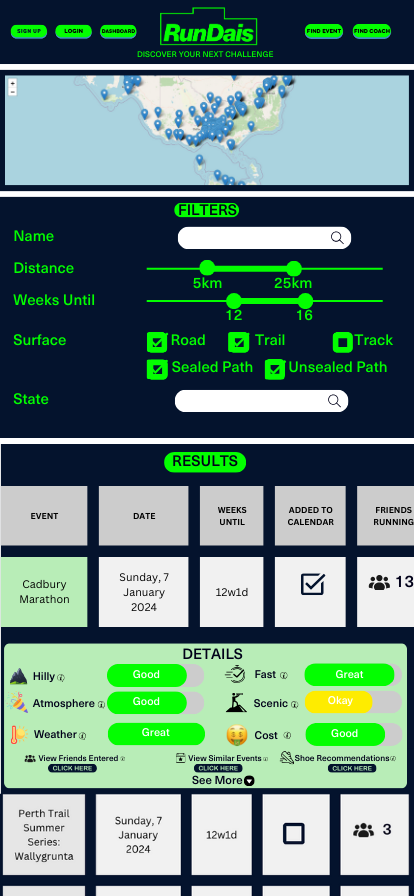 SIGN UP
LOGIN
DASHBOARD
RunDais
DISCOVER YOUR NEXT CHALLENGE
FIND EVENT
FIND COACH
+
−
FILTERS
Name
Distance
5km
25km
Weeks Until
12
16
Surface
Road
Trail
Track
Sealed Path
Unsealed Path
State
RESULTS
EVENT
DATE
WEEKS
UNTIL
ADDED TO
CALENDAR
FRIENDS
RUNNING
Cadbury
Marathon
Sunday, 7
January
2024
12w1d
13
DETAILS
Hilly
Good
Fast
Great
Atmosphere
Good
Scenic
Okay
Weather
Great
Cost
Good
View Friends Entered
CLICK HERE
View Similar Events
CLICK HERE
Shoe Recommendations
CLICK HERE
See More
Perth Trail
Summer
Series:
Wallygrunta
Sunday, 7
January
2024
12w1d
3